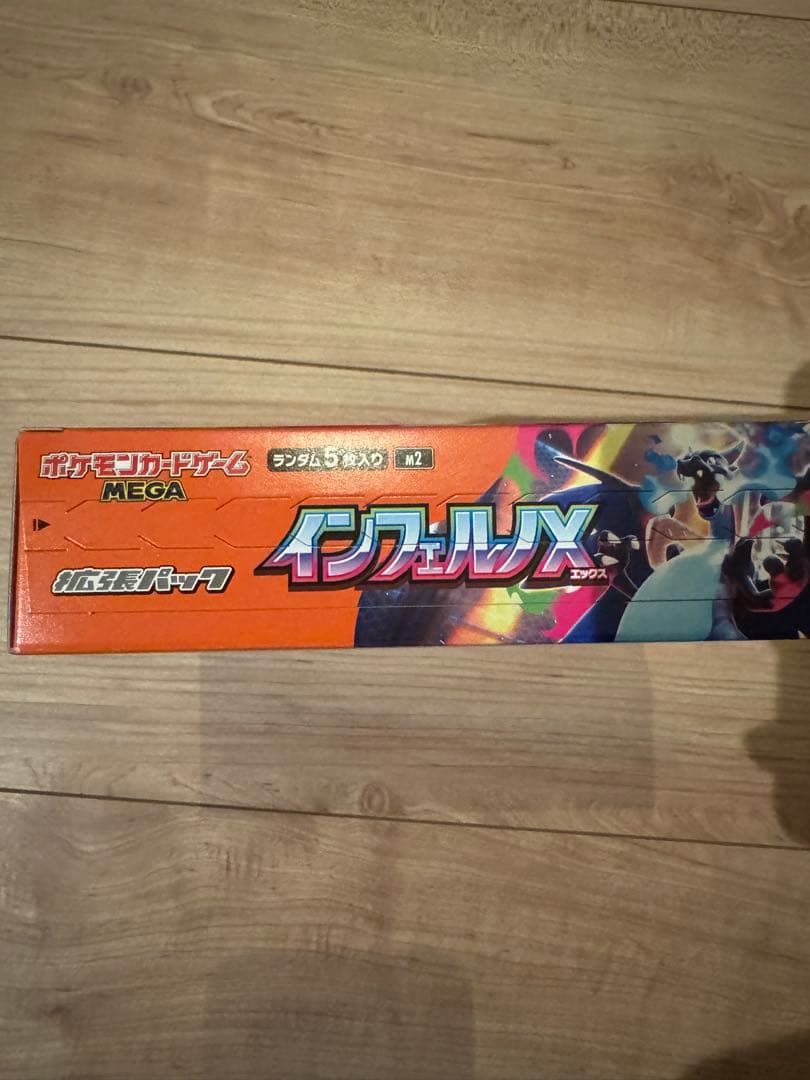 ポケモンカードゲーム
MEGA
ランダム5枚入り
M2
拡張パック
インフェルノX
エックス